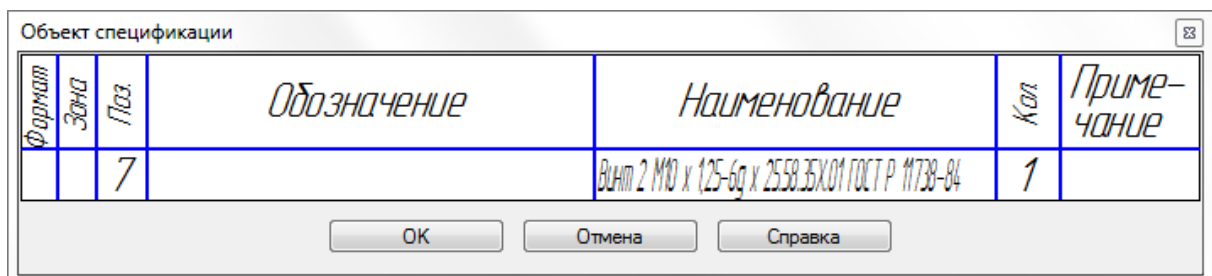 Объект спецификации
Формат Зона Поз. Обозначение Наименование Кол. Приме-
чание
7 Винт 2 М10 x 1,25-6g x 25.58.35Х.01 ГОСТ Р 11738-84 1
ОК Отмена Справка